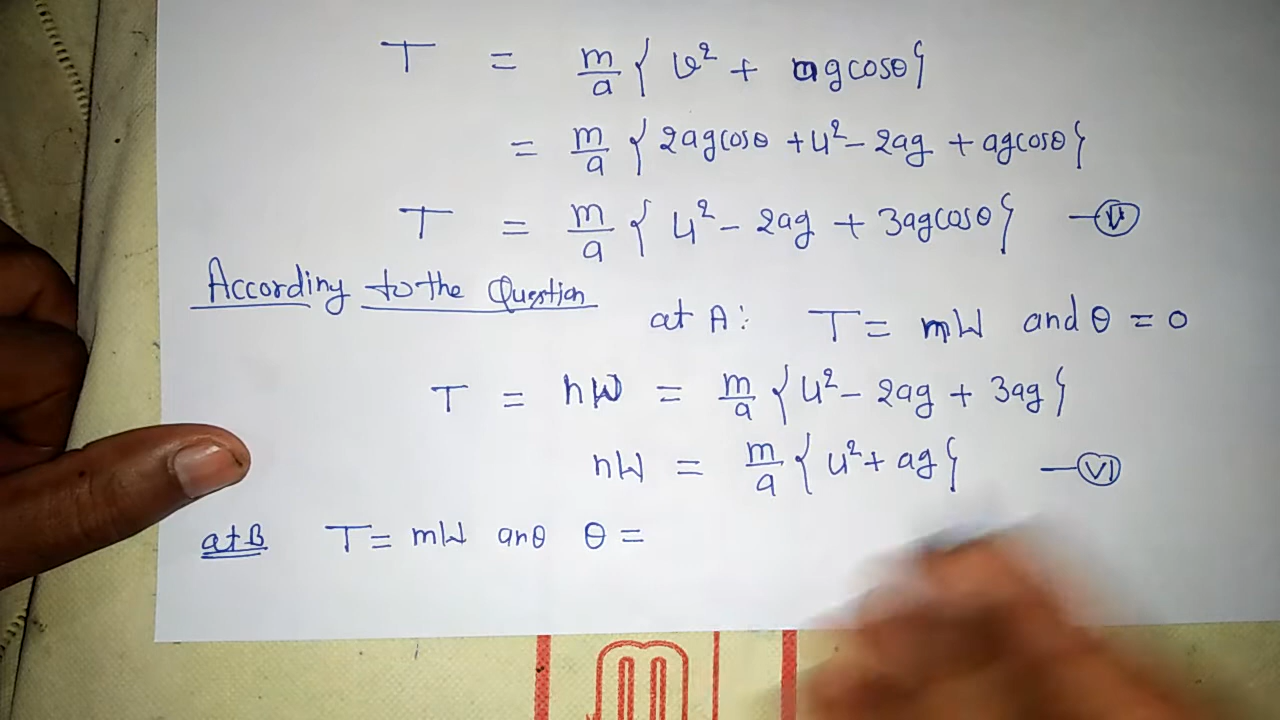 T = m/a { v² + agcosθ }
= m/a { 2agcosθ + u² - 2ag + agcosθ }
T = m/a { u² - 2ag + 3agcosθ } —Ⓥ
According to the Question
at A: T = mW and θ = 0
T = nW = m/a { u² - 2ag + 3ag }
nW = m/a { u² + ag } —(VI)
at B T = mW anθ θ =